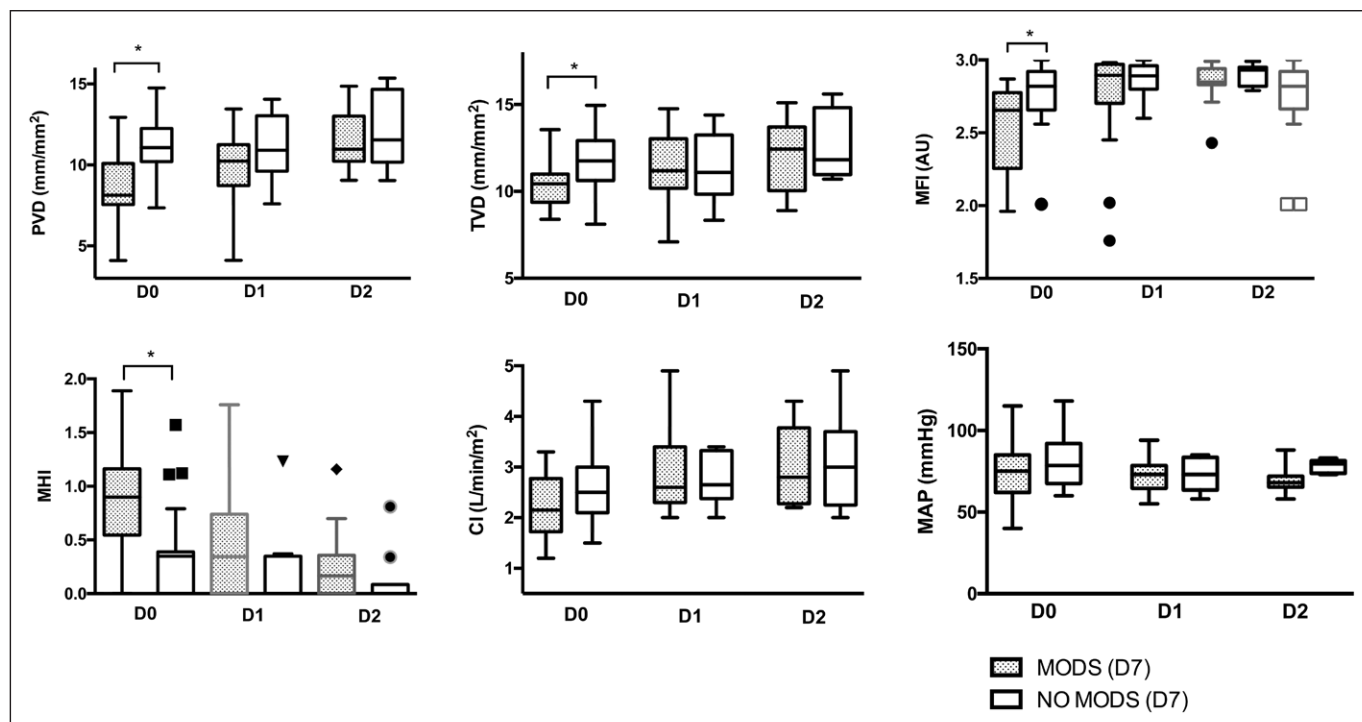 *
15
10
5
PVD (mm/mm²)
D0 D1 D2
*
15
10
5
TVD (mm/mm²)
D0 D1 D2
*
3.0
2.5
2.0
1.5
MFI (AU)
D0 D1 D2
*
2.0
1.5
1.0
0.5
0.0
MHI
D0 D1 D2
5
4
3
2
1
CI (L/min/m²)
D0 D1 D2
150
100
50
0
MAP (mmHg)
D0 D1 D2
MODS (D7)
NO MODS (D7)